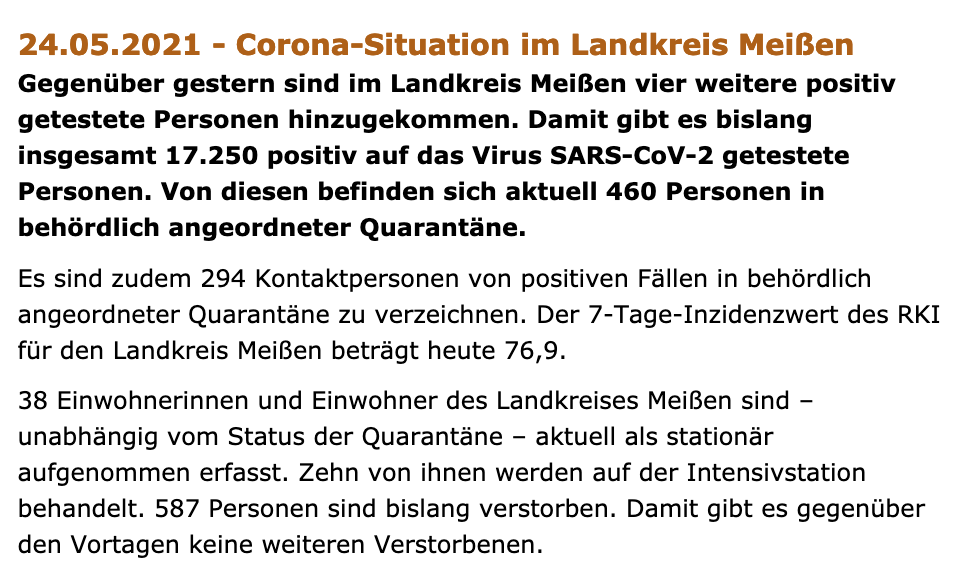 24.05.2021 - Corona-Situation im Landkreis Meißen
Gegenüber gestern sind im Landkreis Meißen vier weitere positiv
getestete Personen hinzugekommen. Damit gibt es bislang
insgesamt 17.250 positiv auf das Virus SARS-CoV-2 getestete
Personen. Von diesen befinden sich aktuell 460 Personen in
behördlich angeordneter Quarantäne.
Es sind zudem 294 Kontaktpersonen von positiven Fällen in behördlich
angeordneter Quarantäne zu verzeichnen. Der 7-Tage-Inzidenzwert des RKI
für den Landkreis Meißen beträgt heute 76,9.
38 Einwohnerinnen und Einwohner des Landkreises Meißen sind –
unabhängig vom Status der Quarantäne – aktuell als stationär
aufgenommen erfasst. Zehn von ihnen werden auf der Intensivstation
behandelt. 587 Personen sind bislang verstorben. Damit gibt es gegenüber
den Vortagen keine weiteren Verstorbenen.